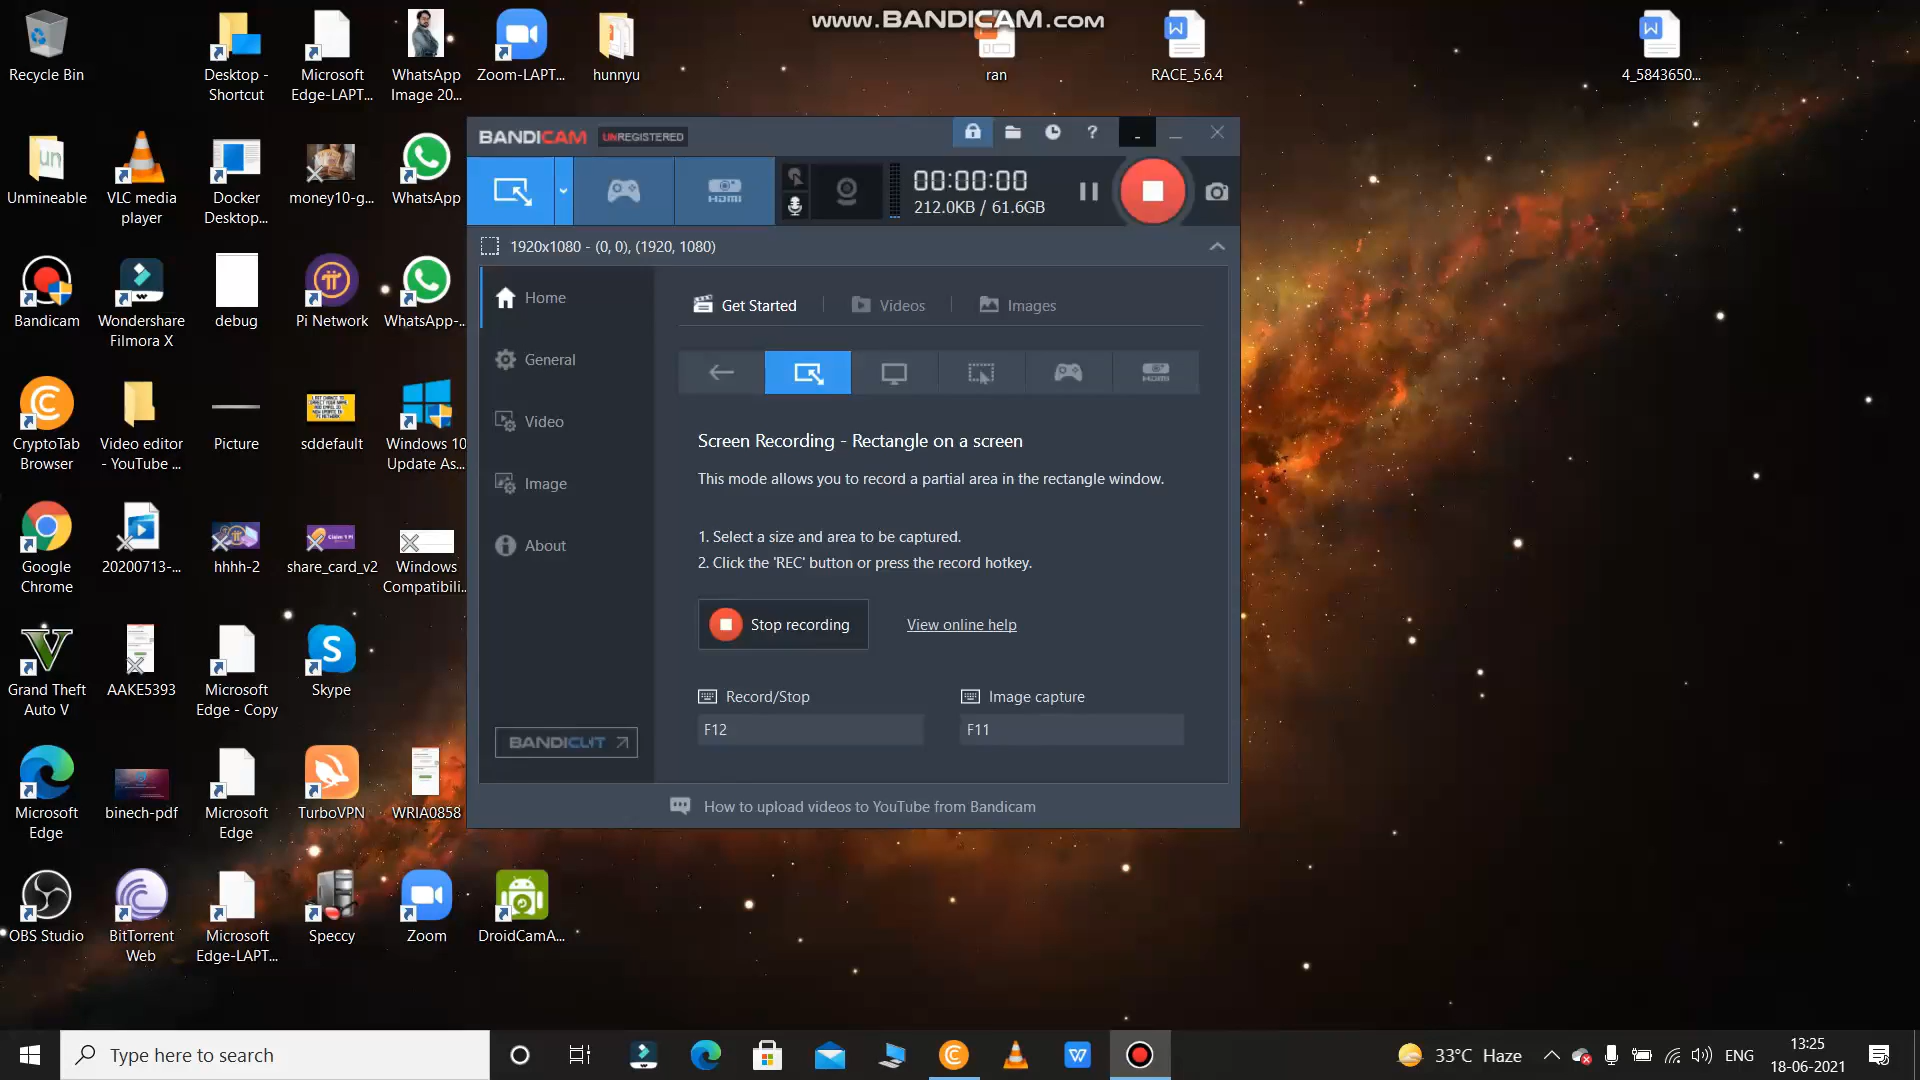 www.BANDICAM.com
Recycle Bin
Desktop -
Shortcut
Microsoft
Edge-LAPT...
WhatsApp
Image 20...
Zoom-LAPT...
hunnyu
ran
RACE_5.6.4
4_5843650...
Unmineable
VLC media
player
Docker
Desktop...
money10-g...
WhatsApp
Bandicam
Wondershare
Filmora X
debug
Pi Network
WhatsApp-...
CryptoTab
Browser
Video editor
- YouTube ...
Picture
sddefault
Windows 10
Update As...
Google
Chrome
20200713-...
hhhh-2
share_card_v2
Windows
Compatibili...
Grand Theft
Auto V
AAKE5393
Microsoft
Edge - Copy
Skype
Microsoft
Edge
binech-pdf
Microsoft
Edge
TurboVPN
WRIA0858
OBS Studio
BitTorrent
Web
Microsoft
Edge-LAPT...
Speccy
Zoom
DroidCamA...
BANDICAM UNREGISTERED
HDMI
00:00:00
212.0KB / 61.6GB
1920x1080 - (0, 0), (1920, 1080)
Home
General
Video
Image
About
BANDICUT
Get Started
Videos
Images
HDMI
Screen Recording - Rectangle on a screen
This mode allows you to record a partial area in the rectangle window.
1. Select a size and area to be captured.
2. Click the 'REC' button or press the record hotkey.
Stop recording
View online help
Record/Stop
Image capture
F12
F11
How to upload videos to YouTube from Bandicam
Type here to search
33°C Haze
ENG
13:25
18-06-2021